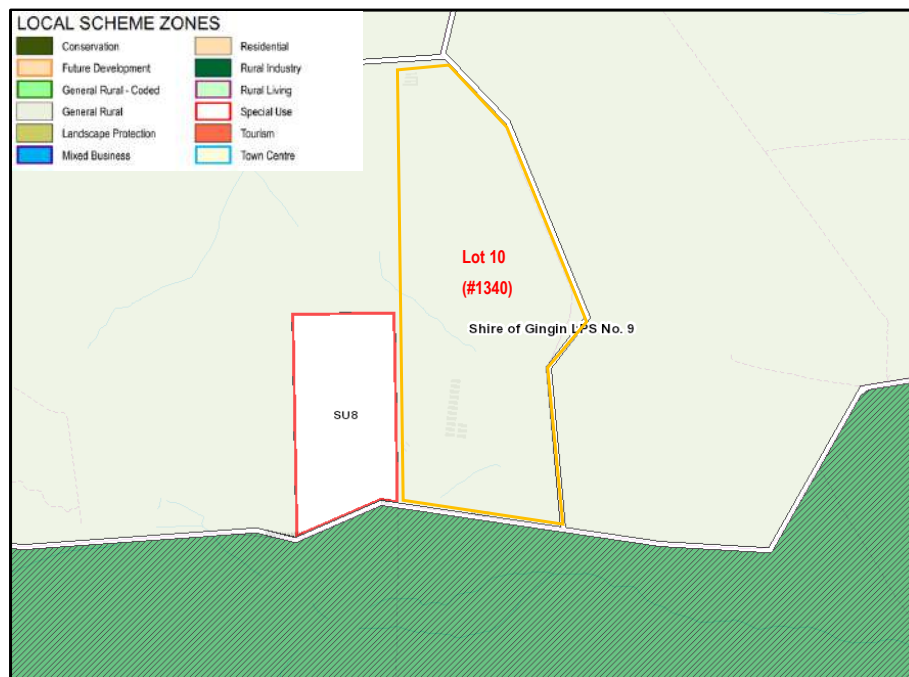 LOCAL SCHEME ZONES
Conservation
Residential
Future Development
Rural Industry
General Rural - Coded
Rural Living
General Rural
Special Use
Landscape Protection
Tourism
Mixed Business
Town Centre
Lot 10
(#1340)
Shire of Gingin LPS No. 9
SU8